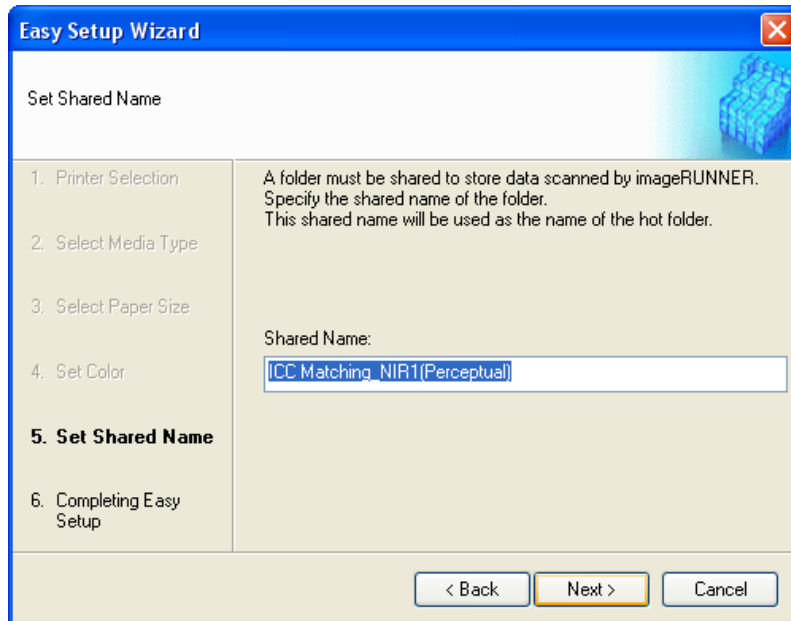 Easy Setup Wizard
Set Shared Name
1. Printer Selection
2. Select Media Type
3. Select Paper Size
4. Set Color
5. Set Shared Name
6. Completing Easy
Setup
A folder must be shared to store data scanned by imageRUNNER.
Specify the shared name of the folder.
This shared name will be used as the name of the hot folder.
Shared Name:
ICC Matching_NIR1(Perceptual)
< Back
Next >
Cancel